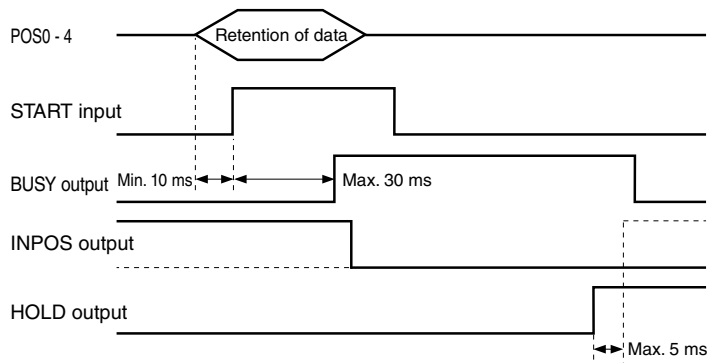 POS0 - 4
Retention of data
START input
BUSY output
Min. 10 ms
Max. 30 ms
INPOS output
HOLD output
Max. 5 ms